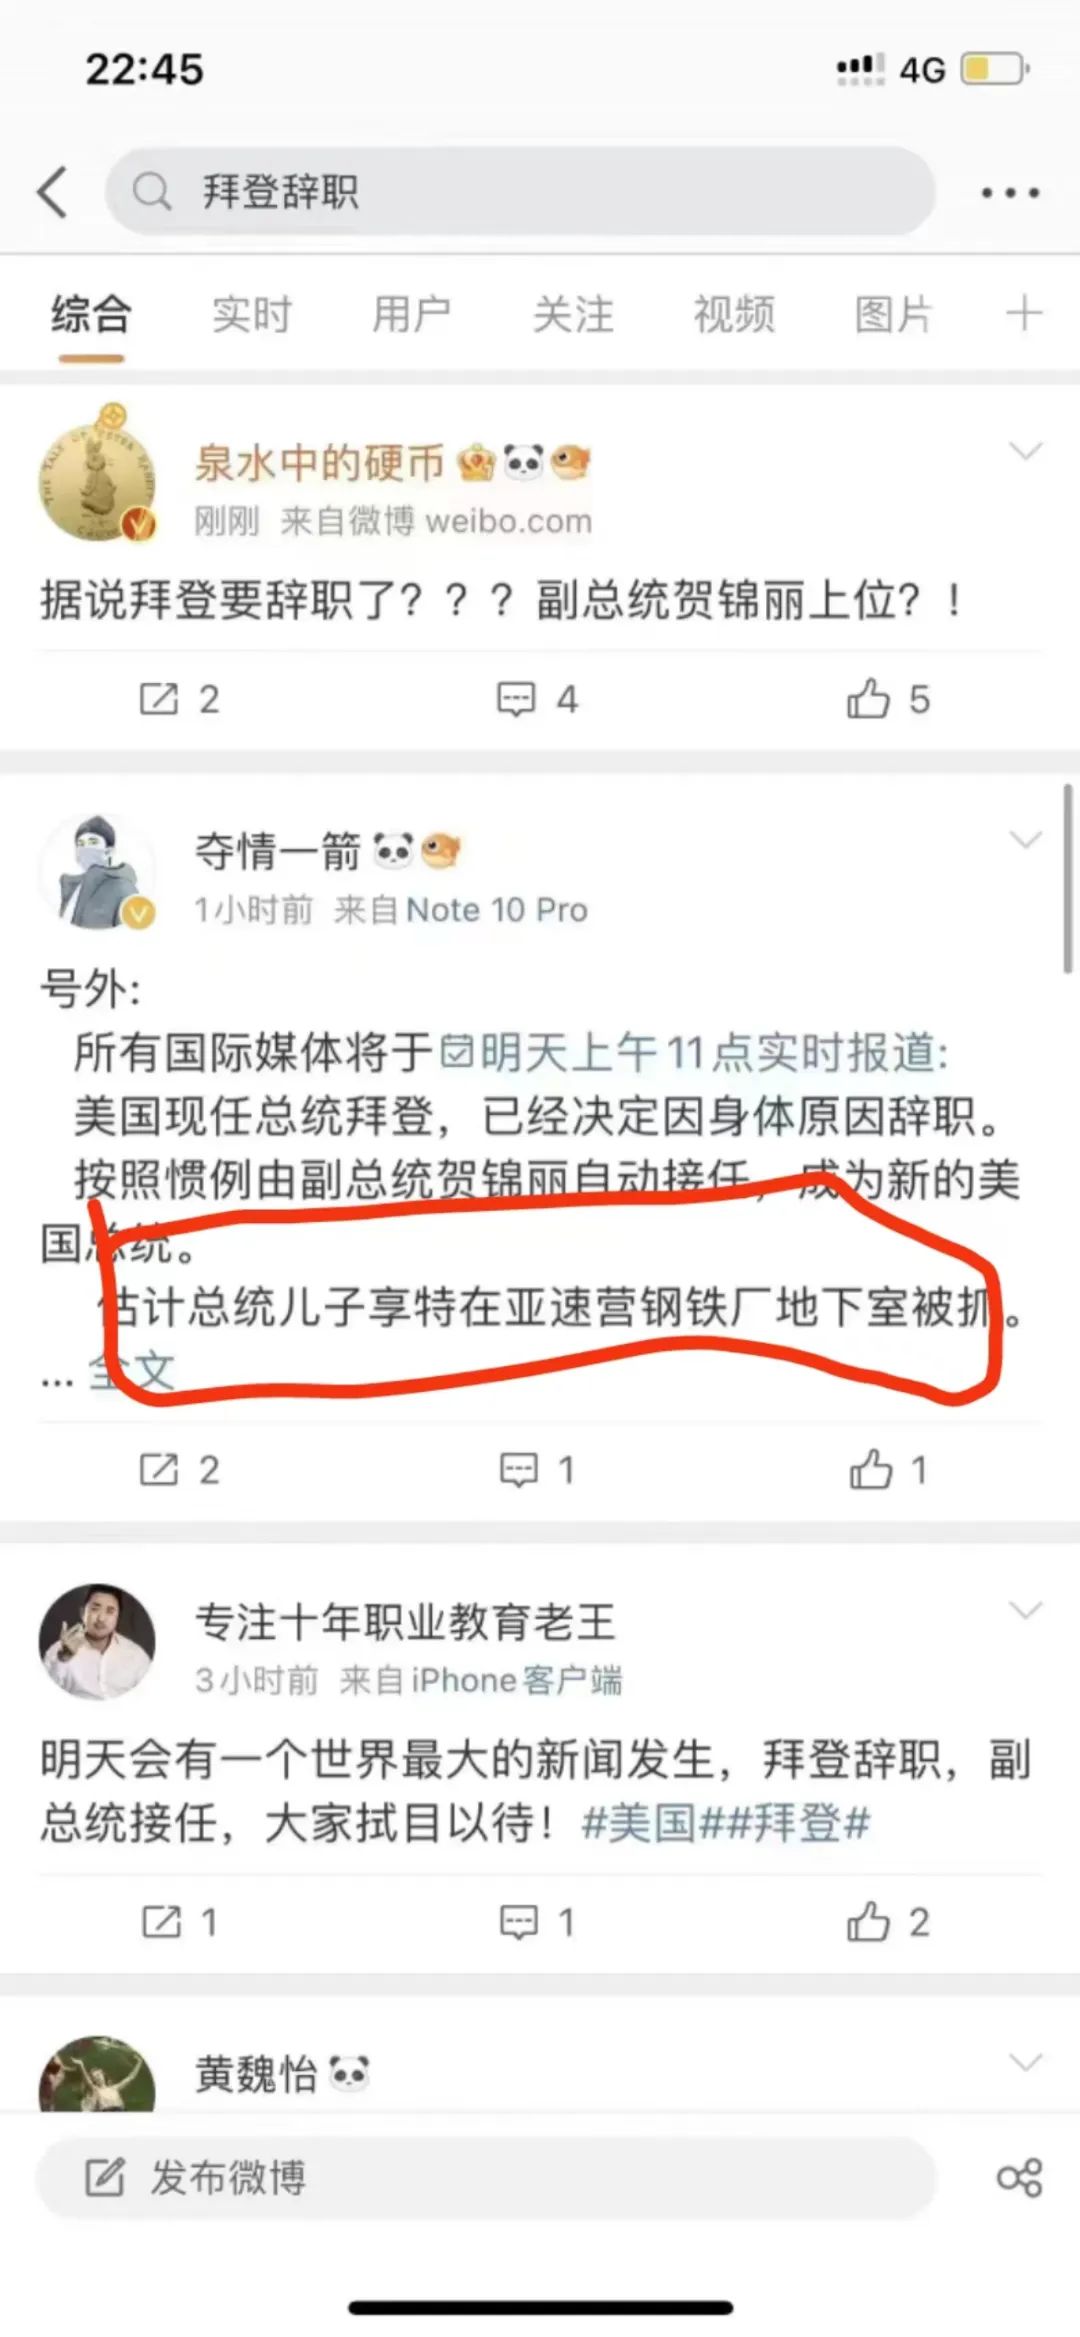 22:45
4G
拜登辞职
综合 实时 用户 关注 视频 图片
泉水中的硬币
刚刚 来自微博 weibo.com
据说拜登要辞职了？？？副总统贺锦丽上位？！
2 4 5
夺情一箭
1小时前 来自Note 10 Pro
号外:
所有国际媒体将于明天上午11点实时报道:
美国现任总统拜登，已经决定因身体原因辞职。
按照惯例由副总统贺锦丽自动接任，成为新的美
国总统。
估计总统儿子享特在亚速营钢铁厂地下室被抓。
... 全文
2 1 1
专注十年职业教育老王
3小时前 来自iPhone客户端
明天会有一个世界最大的新闻发生，拜登辞职，副
总统接任，大家拭目以待！#美国##拜登#
1 1 2
黄魏怡
发布微博